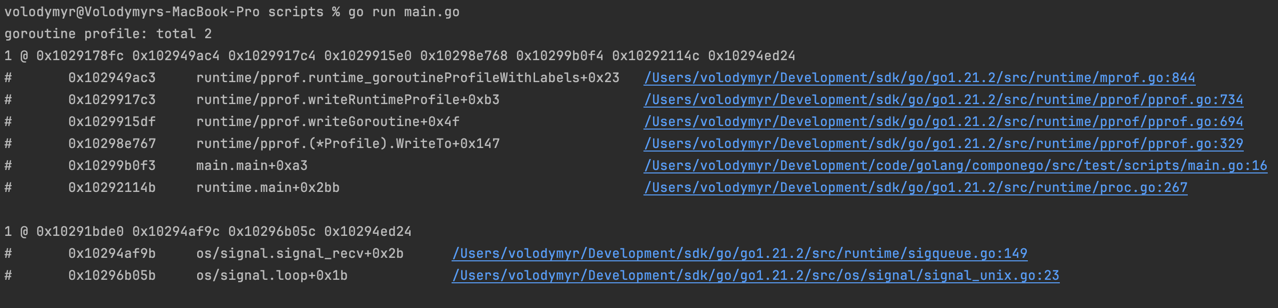 volodymyr@Volodymyrs-MacBook-Pro scripts % go run main.go
goroutine profile: total 2
1 @ 0x1029178fc 0x102949ac4 0x1029917c4 0x1029915e0 0x10298e768 0x10299b0f4 0x10292114c 0x10294ed24
# 0x102949ac3 runtime/pprof.runtime_goroutineProfileWithLabels+0x23 /Users/volodymyr/Development/sdk/go/go1.21.2/src/runtime/mprof.go:844
# 0x1029917c3 runtime/pprof.writeRuntimeProfile+0xb3 /Users/volodymyr/Development/sdk/go/go1.21.2/src/runtime/pprof/pprof.go:734
# 0x1029915df runtime/pprof.writeGoroutine+0x4f /Users/volodymyr/Development/sdk/go/go1.21.2/src/runtime/pprof/pprof.go:694
# 0x10298e767 runtime/pprof.(*Profile).WriteTo+0x147 /Users/volodymyr/Development/sdk/go/go1.21.2/src/runtime/pprof/pprof.go:329
# 0x10299b0f3 main.main+0xa3 /Users/volodymyr/Development/code/golang/componego/src/test/scripts/main.go:16
# 0x10292114b runtime.main+0x2bb /Users/volodymyr/Development/sdk/go/go1.21.2/src/runtime/proc.go:267
1 @ 0x10291bde0 0x10294af9c 0x10296b05c 0x10294ed24
# 0x10294af9b os/signal.signal_recv+0x2b /Users/volodymyr/Development/sdk/go/go1.21.2/src/runtime/sigqueue.go:149
# 0x10296b05b os/signal.loop+0x1b /Users/volodymyr/Development/sdk/go/go1.21.2/src/os/signal/signal_unix.go:23